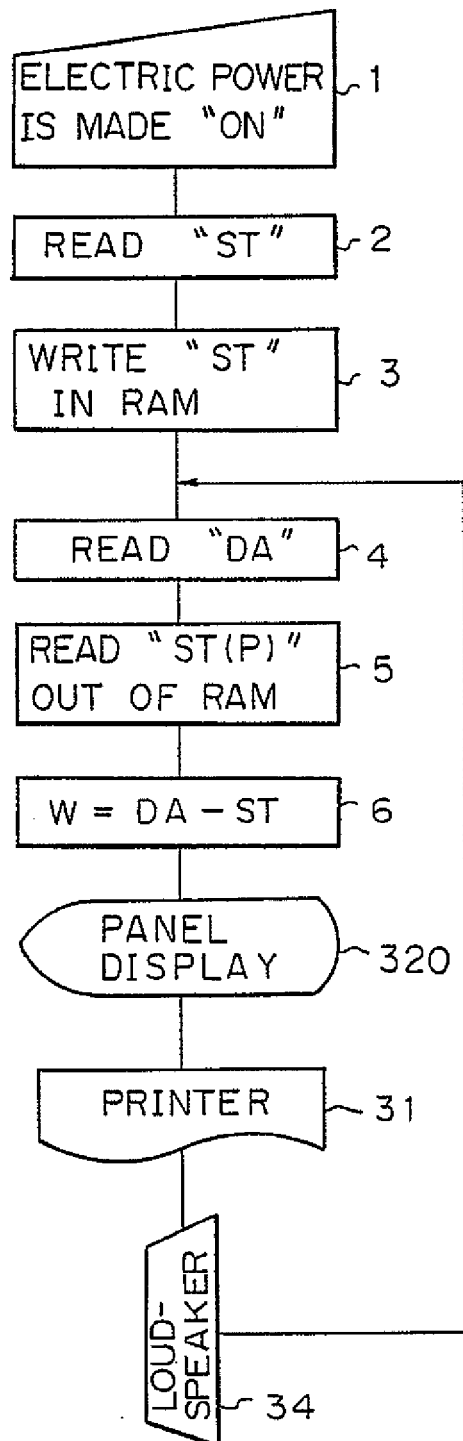 ELECTRIC POWER
IS MADE "ON"
1
READ "ST"
2
WRITE "ST"
IN RAM
3
READ "DA"
4
READ "ST(P)"
OUT OF RAM
5
W = DA - ST
6
PANEL
DISPLAY
320
PRINTER
31
LOUD-
SPEAKER
34